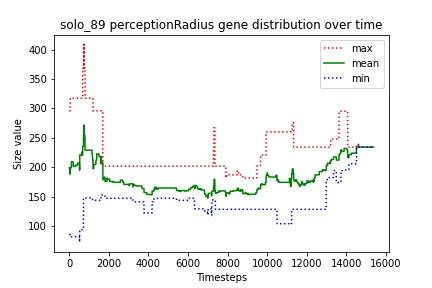 solo_89 perceptionRadius gene distribution over time
max
mean
min
Size value
400
350
300
250
200
150
100
0
2000
4000
6000
8000
10000
12000
14000
16000
Timesteps